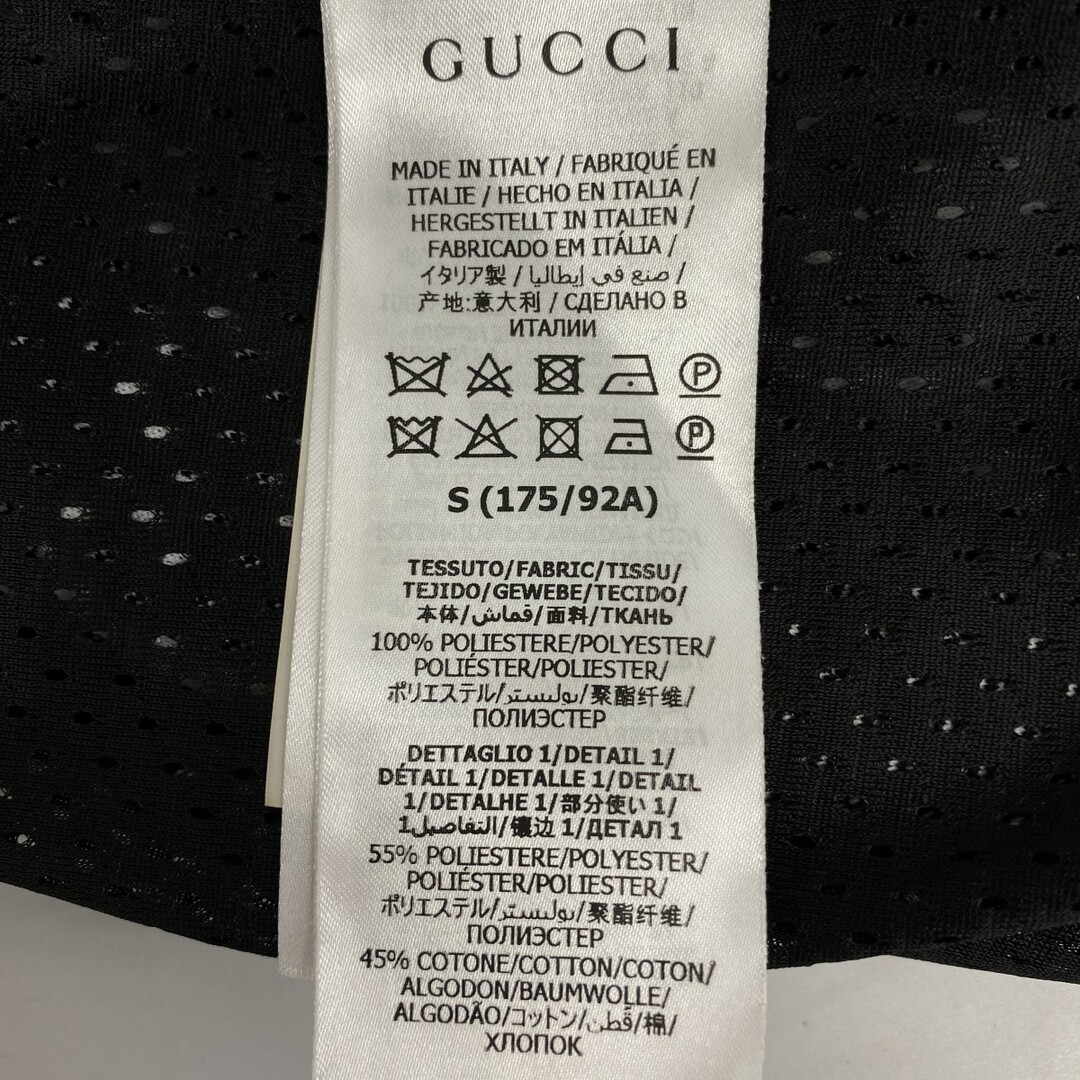 GUCCI
MADE IN ITALY / FABRIQUÉ EN
ITALIE / HECHO EN ITALIA /
HERGESTELLT IN ITALIEN /
FABRICADO EM ITÁLIA /
イタリア製 / صنع في إيطاليا /
产地:意大利 / СДЕЛАНО В
ИТАЛИИ
P
P
S (175/92A)
TESSUTO/FABRIC/TISSU/
TEJIDO/GEWEBE/TECIDO/
本体/قماش/面料/ТКАНЬ
100% POLIESTERE/POLYESTER/
POLIÉSTER/POLIESTER/
ポリエステル/بوليستر/聚酯纤维/
ПОЛИЭСТЕР
DETTAGLIO 1/DETAIL 1/
DÉTAIL 1/DETALLE 1/DETAIL
1/DETALHE 1/部分使い 1/
التفاصيل1/镶边 1/ДЕТАЛ 1
55% POLIESTERE/POLYESTER/
POLIÉSTER/POLIESTER/
ポリエステル/بوليستر/聚酯纤维/
ПОЛИЭСТЕР
45% COTONE/COTTON/COTON/
ALGODON/BAUMWOLLE/
ALGODÃO/コットン/قطن/棉/
ХЛОПОК